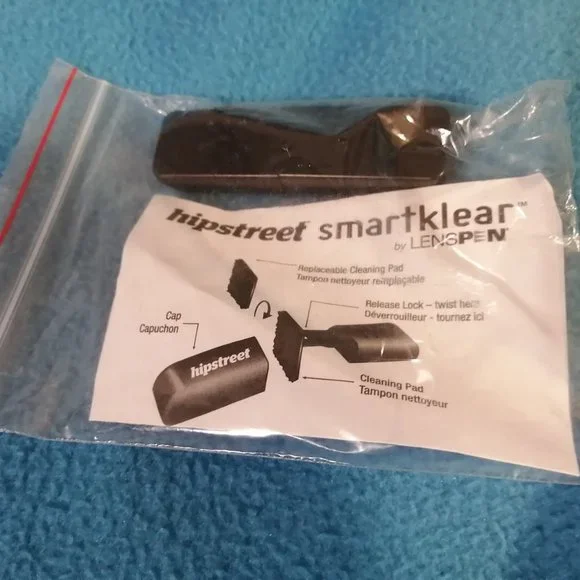 hipstreet smartklear™
by LENSPEN®
Replaceable Cleaning Pad
Tampon nettoyeur remplaçable
Release Lock – twist here
Déverrouilleur - tournez ici
Cap
Capuchon
hipstreet
Cleaning Pad
Tampon nettoyeur